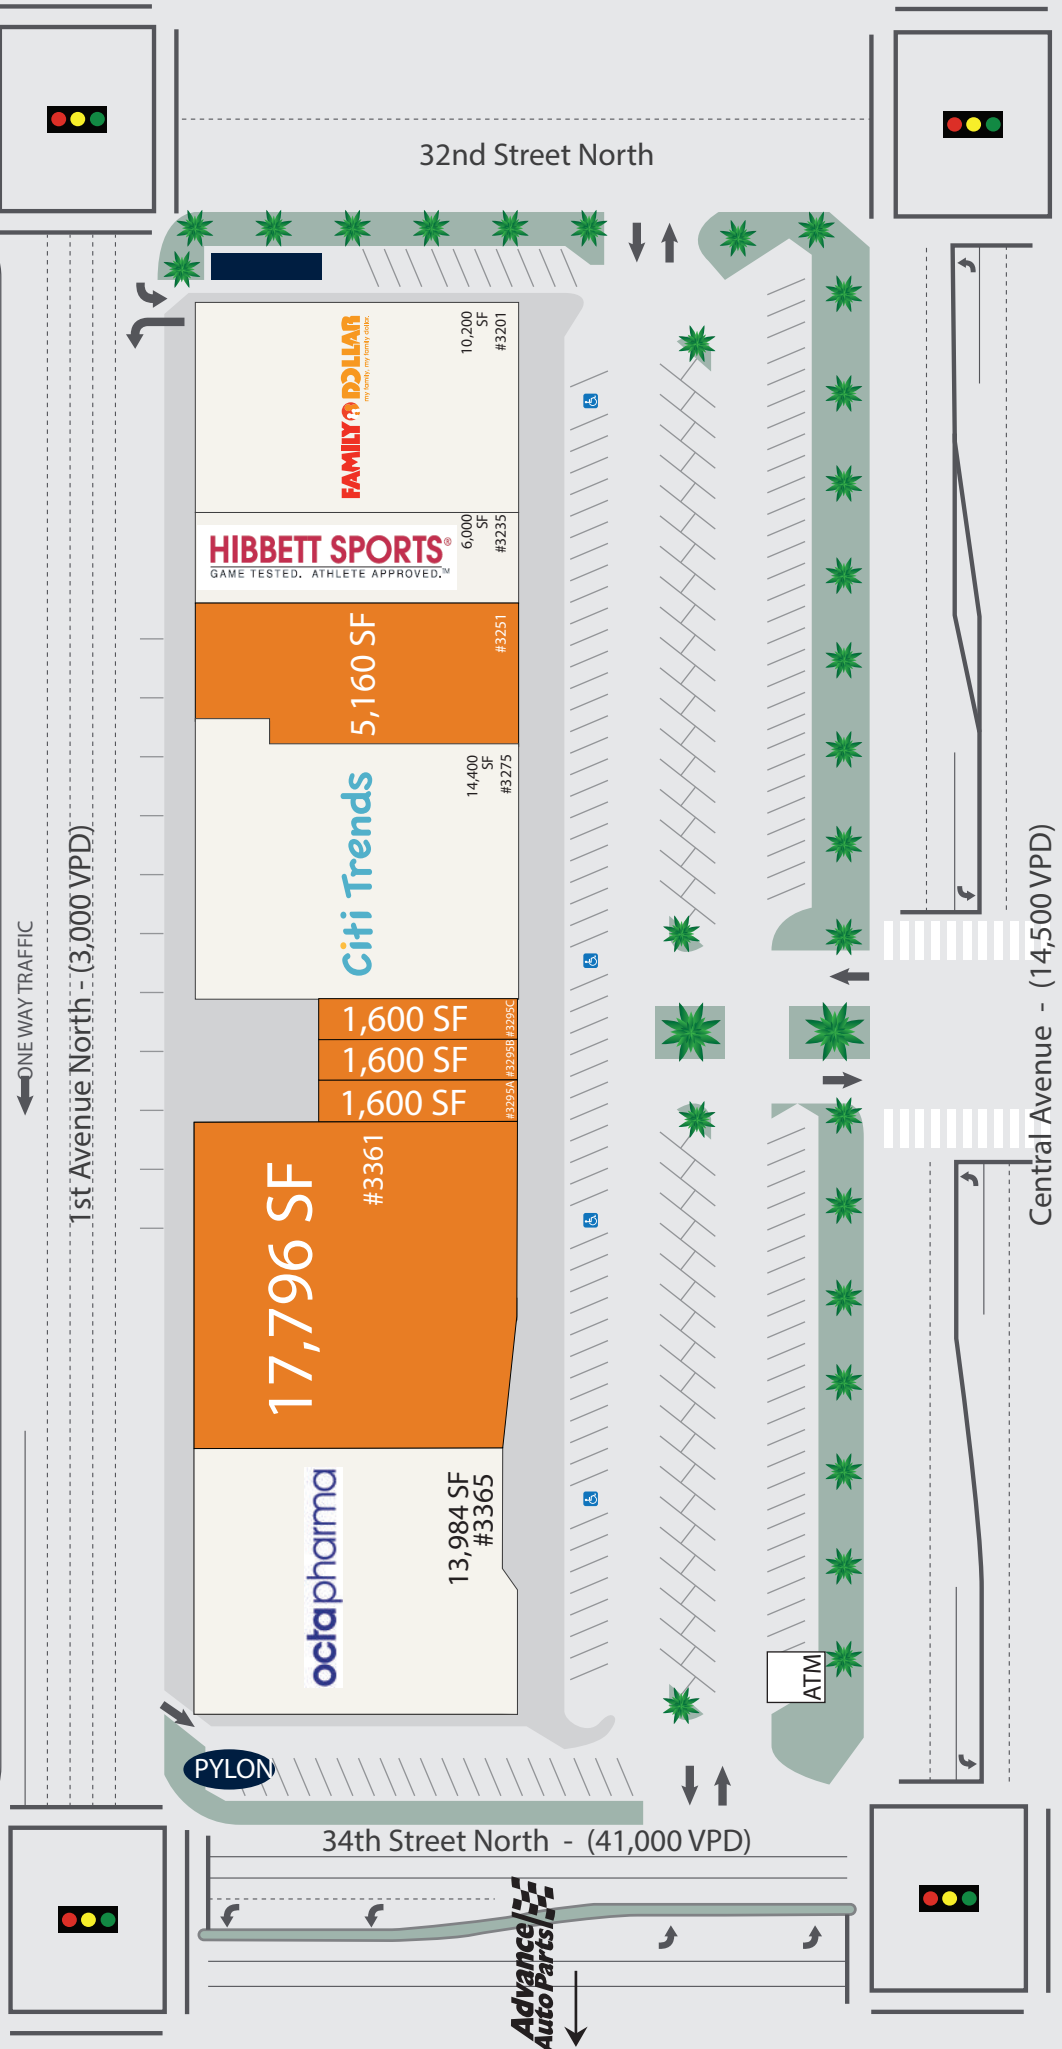 32nd Street North
FAMILY DOLLAR
my family, my family dollar.
10,200
SF
#3201
HIBBETT SPORTS®
GAME TESTED. ATHLETE APPROVED.™
6,000
SF
#3235
5,160 SF
#3251
Citi Trends
14,400
SF
#3275
1,600 SF
#3295C
1,600 SF
#3295B
1,600 SF
#3295A
17,796 SF
#3361
octapharma
13,984 SF
#3365
ONE WAY TRAFFIC
1st Avenue North - (3,000 VPD)
Central Avenue - (14,500 VPD)
ATM
PYLON
34th Street North - (41,000 VPD)
Advance
Auto Parts